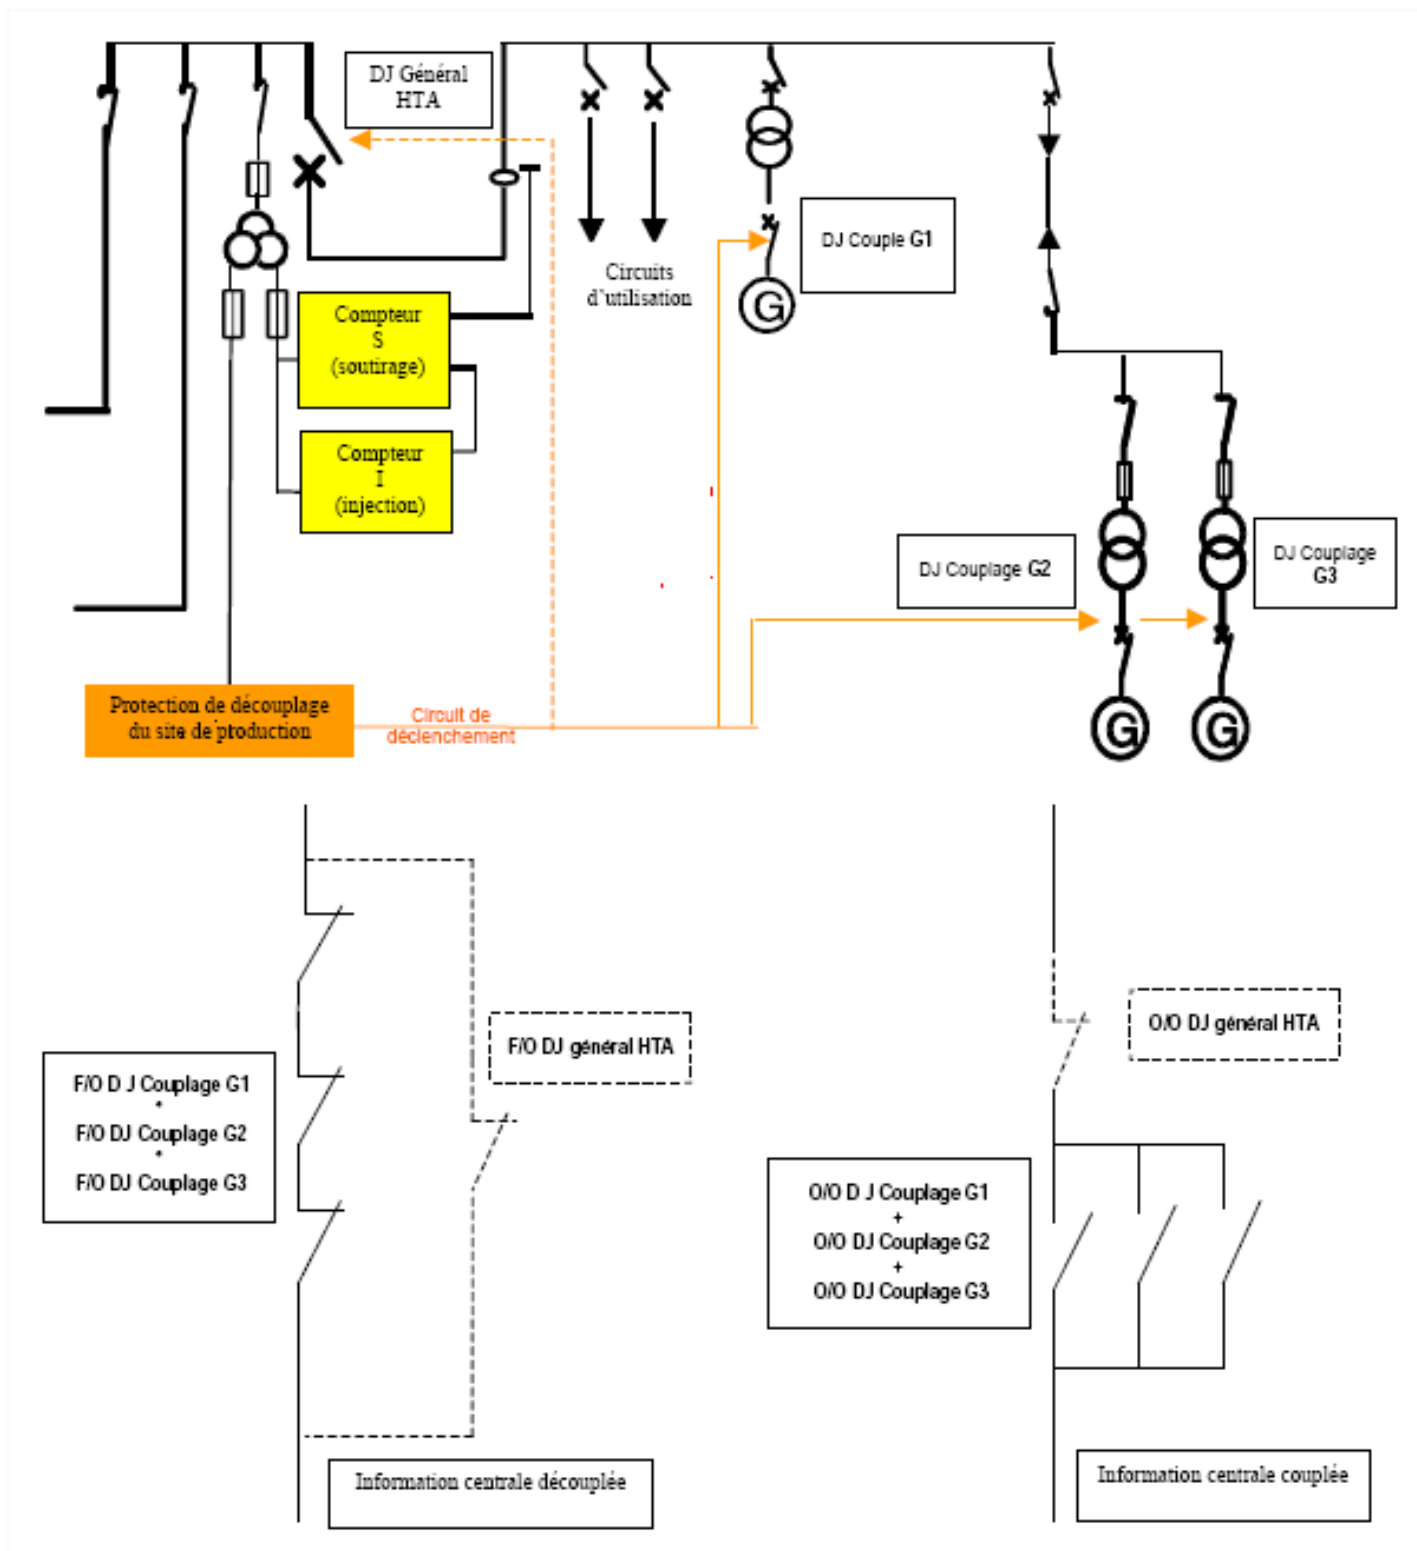 DJ Général
HTA
DJ Couple G1
Circuits
d'utilisation
G
Compteur
S
(soutirage)
Compteur
I
(injection)
DJ Couplage G2
DJ Couplage
G3
Protection de découplage
du site de production
Circuit de
déclenchement
G
G
F/O DJ général HTA
O/O DJ général HTA
F/O D J Couplage G1
*
F/O DJ Couplage G2
*
F/O DJ Couplage G3
O/O D J Couplage G1
+
O/O DJ Couplage G2
+
O/O DJ Couplage G3
Information centrale découplée
Information centrale couplée